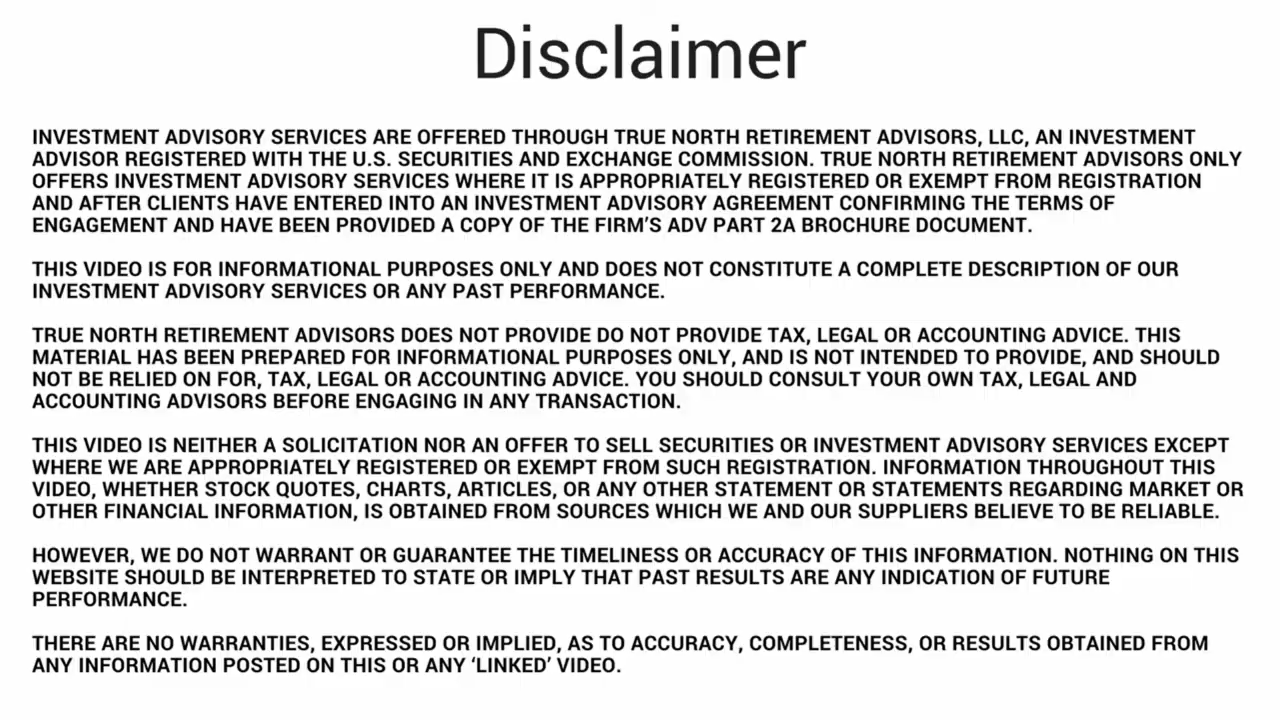 Disclaimer
INVESTMENT ADVISORY SERVICES ARE OFFERED THROUGH TRUE NORTH RETIREMENT ADVISORS, LLC, AN INVESTMENT
ADVISOR REGISTERED WITH THE U.S. SECURITIES AND EXCHANGE COMMISSION. TRUE NORTH RETIREMENT ADVISORS ONLY
OFFERS INVESTMENT ADVISORY SERVICES WHERE IT IS APPROPRIATELY REGISTERED OR EXEMPT FROM REGISTRATION
AND AFTER CLIENTS HAVE ENTERED INTO AN INVESTMENT ADVISORY AGREEMENT CONFIRMING THE TERMS OF
ENGAGEMENT AND HAVE BEEN PROVIDED A COPY OF THE FIRM’S ADV PART 2A BROCHURE DOCUMENT.
THIS VIDEO IS FOR INFORMATIONAL PURPOSES ONLY AND DOES NOT CONSTITUTE A COMPLETE DESCRIPTION OF OUR
INVESTMENT ADVISORY SERVICES OR ANY PAST PERFORMANCE.
TRUE NORTH RETIREMENT ADVISORS DOES NOT PROVIDE DO NOT PROVIDE TAX, LEGAL OR ACCOUNTING ADVICE. THIS
MATERIAL HAS BEEN PREPARED FOR INFORMATIONAL PURPOSES ONLY, AND IS NOT INTENDED TO PROVIDE, AND SHOULD
NOT BE RELIED ON FOR, TAX, LEGAL OR ACCOUNTING ADVICE. YOU SHOULD CONSULT YOUR OWN TAX, LEGAL AND
ACCOUNTING ADVISORS BEFORE ENGAGING IN ANY TRANSACTION.
THIS VIDEO IS NEITHER A SOLICITATION NOR AN OFFER TO SELL SECURITIES OR INVESTMENT ADVISORY SERVICES EXCEPT
WHERE WE ARE APPROPRIATELY REGISTERED OR EXEMPT FROM SUCH REGISTRATION. INFORMATION THROUGHOUT THIS
VIDEO, WHETHER STOCK QUOTES, CHARTS, ARTICLES, OR ANY OTHER STATEMENT OR STATEMENTS REGARDING MARKET OR
OTHER FINANCIAL INFORMATION, IS OBTAINED FROM SOURCES WHICH WE AND OUR SUPPLIERS BELIEVE TO BE RELIABLE.
HOWEVER, WE DO NOT WARRANT OR GUARANTEE THE TIMELINESS OR ACCURACY OF THIS INFORMATION. NOTHING ON THIS
WEBSITE SHOULD BE INTERPRETED TO STATE OR IMPLY THAT PAST RESULTS ARE ANY INDICATION OF FUTURE
PERFORMANCE.
THERE ARE NO WARRANTIES, EXPRESSED OR IMPLIED, AS TO ACCURACY, COMPLETENESS, OR RESULTS OBTAINED FROM
ANY INFORMATION POSTED ON THIS OR ANY ‘LINKED’ VIDEO.